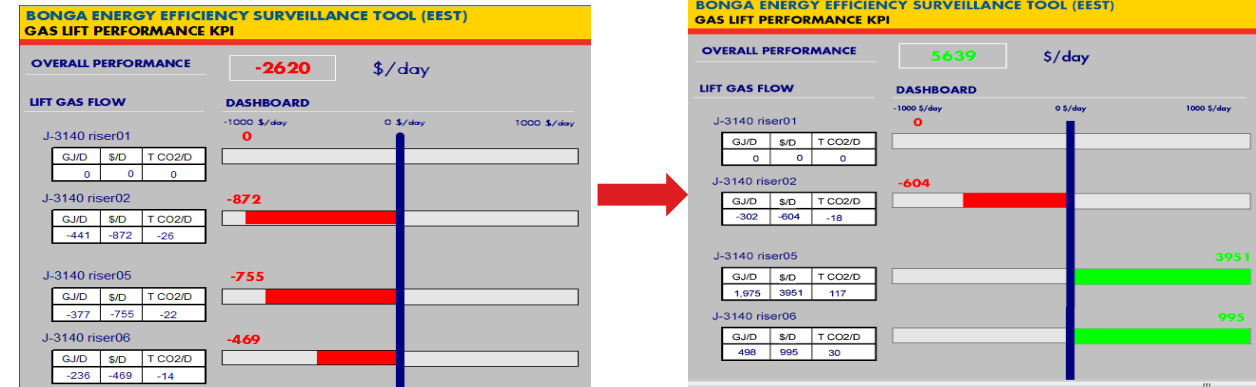 BONGA ENERGY EFFICIENCY SURVEILLANCE TOOL (EEST)
GAS LIFT PERFORMANCE KPI
OVERALL PERFORMANCE -2620 $/day
LIFT GAS FLOW DASHBOARD
-1000 $/day 0 $/day 1000 $/day
J-3140 riser01 0
GJ/D $/D T CO2/D
0 0 0
J-3140 riser02 -872
GJ/D $/D T CO2/D
-441 -872 -26
J-3140 riser05 -755
GJ/D $/D T CO2/D
-377 -755 -22
J-3140 riser06 -469
GJ/D $/D T CO2/D
-236 -469 -14
BONGA ENERGY EFFICIENCY SURVEILLANCE TOOL (EEST)
GAS LIFT PERFORMANCE KPI
OVERALL PERFORMANCE 5639 $/day
LIFT GAS FLOW DASHBOARD
-1000 $/day 0 $/day 1000 $/day
J-3140 riser01 0
GJ/D $/D T CO2/D
0 0 0
J-3140 riser02 -604
GJ/D $/D T CO2/D
-302 -604 -18
J-3140 riser05 3951
GJ/D $/D T CO2/D
1,975 3951 117
J-3140 riser06 995
GJ/D $/D T CO2/D
498 995 30